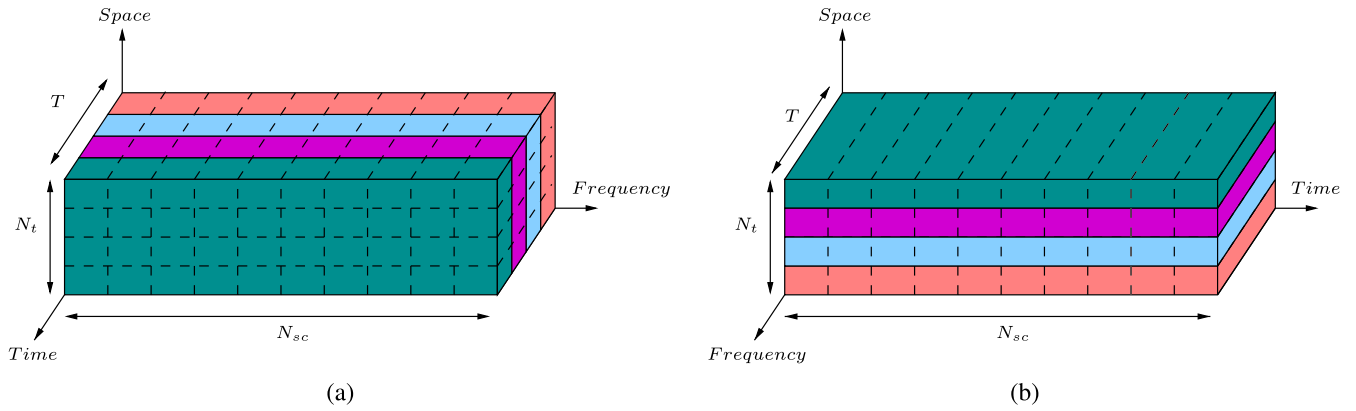 Space
T
N_t
Frequency
N_sc
Time
(a)
Space
T
N_t
Time
N_sc
Frequency
(b)